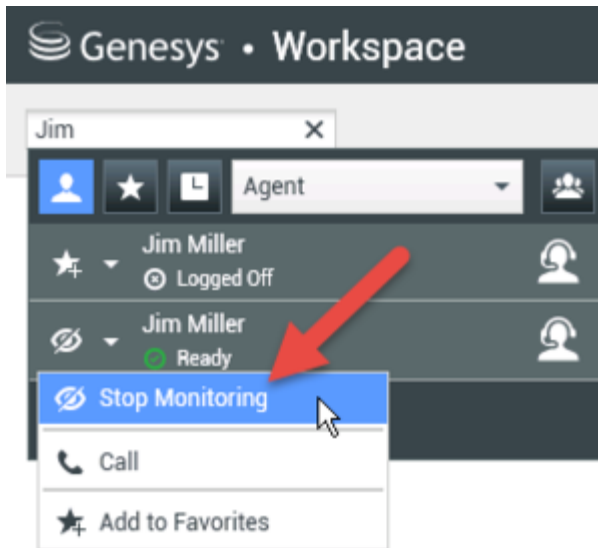 Genesys • Workspace
Jim
Agent
Jim Miller
Logged Off
Jim Miller
Ready
Stop Monitoring
Call
Add to Favorites